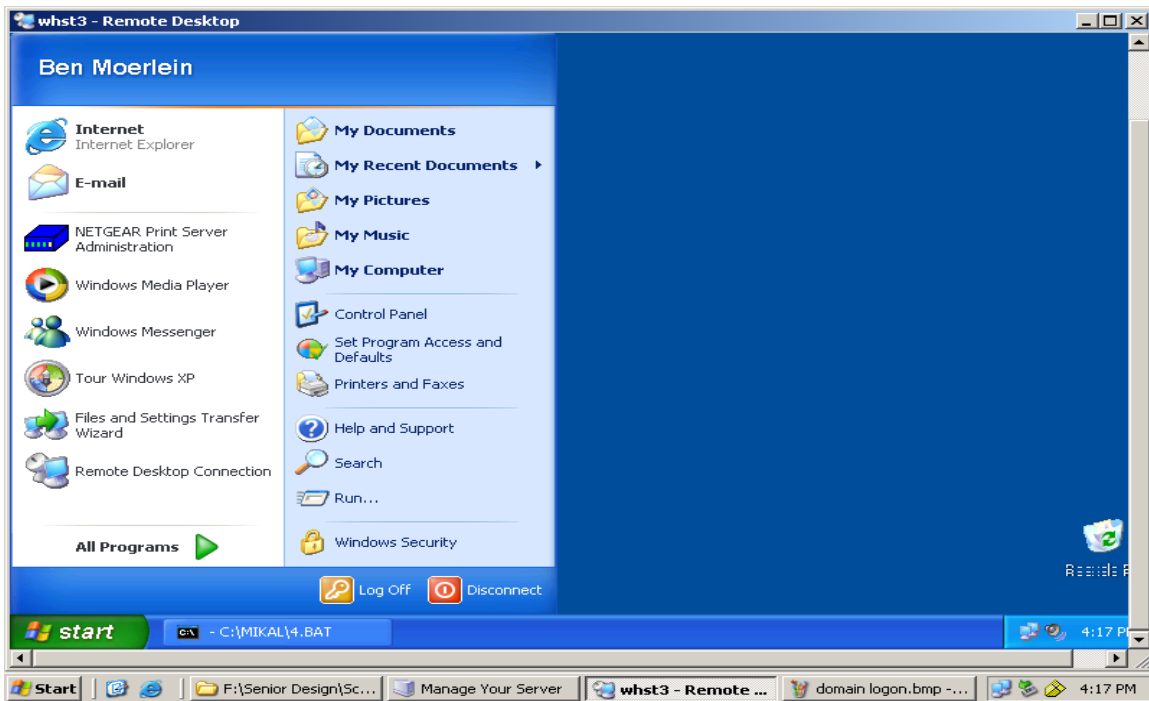 whst3 - Remote Desktop
Ben Moerlein
Internet
Internet Explorer
E-mail
NETGEAR Print Server
Administration
Windows Media Player
Windows Messenger
Tour Windows XP
Files and Settings Transfer
Wizard
Remote Desktop Connection
All Programs
My Documents
My Recent Documents
My Pictures
My Music
My Computer
Control Panel
Set Program Access and
Defaults
Printers and Faxes
Help and Support
Search
Run...
Windows Security
Log Off
Disconnect
start
- C:\MIKAL\4.BAT
4:17 P
Start
F:\Senior Design\Sc...
Manage Your Server
whst3 - Remote ...
domain logon.bmp -...
4:17 PM